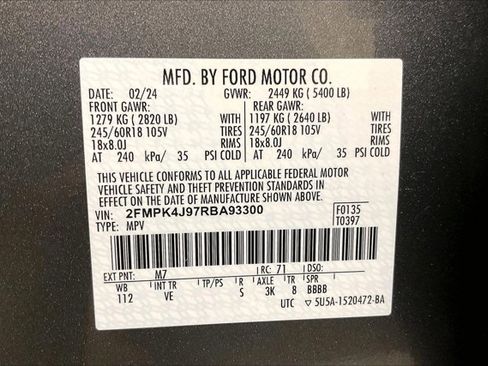 MFD. BY FORD MOTOR CO.
DATE: 02/24 GVWR: 2449 KG ( 5400 LB)
FRONT GAWR: REAR GAWR:
1279 KG ( 2820 LB) WITH 1197 KG ( 2640 LB) WITH
245/60R18 105V TIRES 245/60R18 105V TIRES
18x8.0J RIMS 18x8.0J RIMS
AT 240 kPa/ 35 PSI COLD AT 240 kPa/ 35 PSI COLD
THIS VEHICLE CONFORMS TO ALL APPLICABLE FEDERAL MOTOR
VEHICLE SAFETY AND THEFT PREVENTION STANDARDS IN
EFFECT ON THE DATE OF MANUFACTURE SHOWN ABOVE.
VIN: 2FMPK4J97RBA93300 F0135
TYPE: MPV T0397
EXT PNT: M7 RC: 71 DSO:
WB INT TR TP/PS R AXLE TR SPR
112 VE S 3K 8 BBBB
UTC ▽ 5U5A-1520472-BA